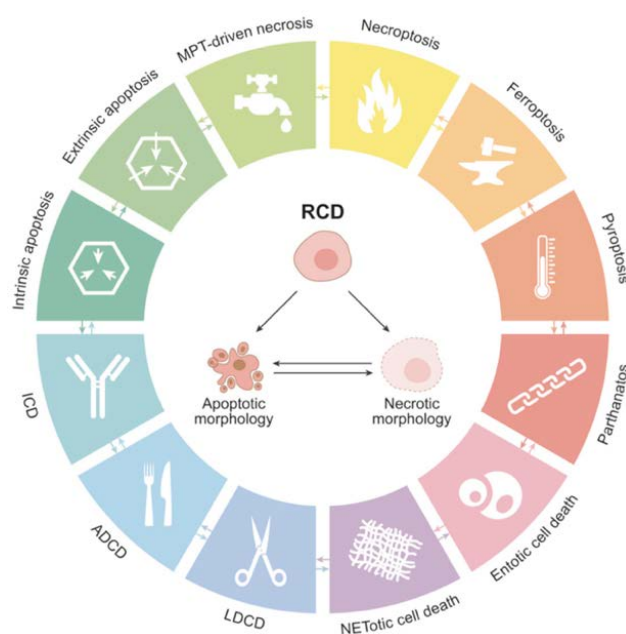 MPT-driven necrosis
Necroptosis
Ferroptosis
Pyroptosis
Parthanatos
Entotic cell death
NETotic cell death
LDCD
ADCD
ICD
Intrinsic apoptosis
Extrinsic apoptosis
RCD
Apoptotic
morphology
Necrotic
morphology